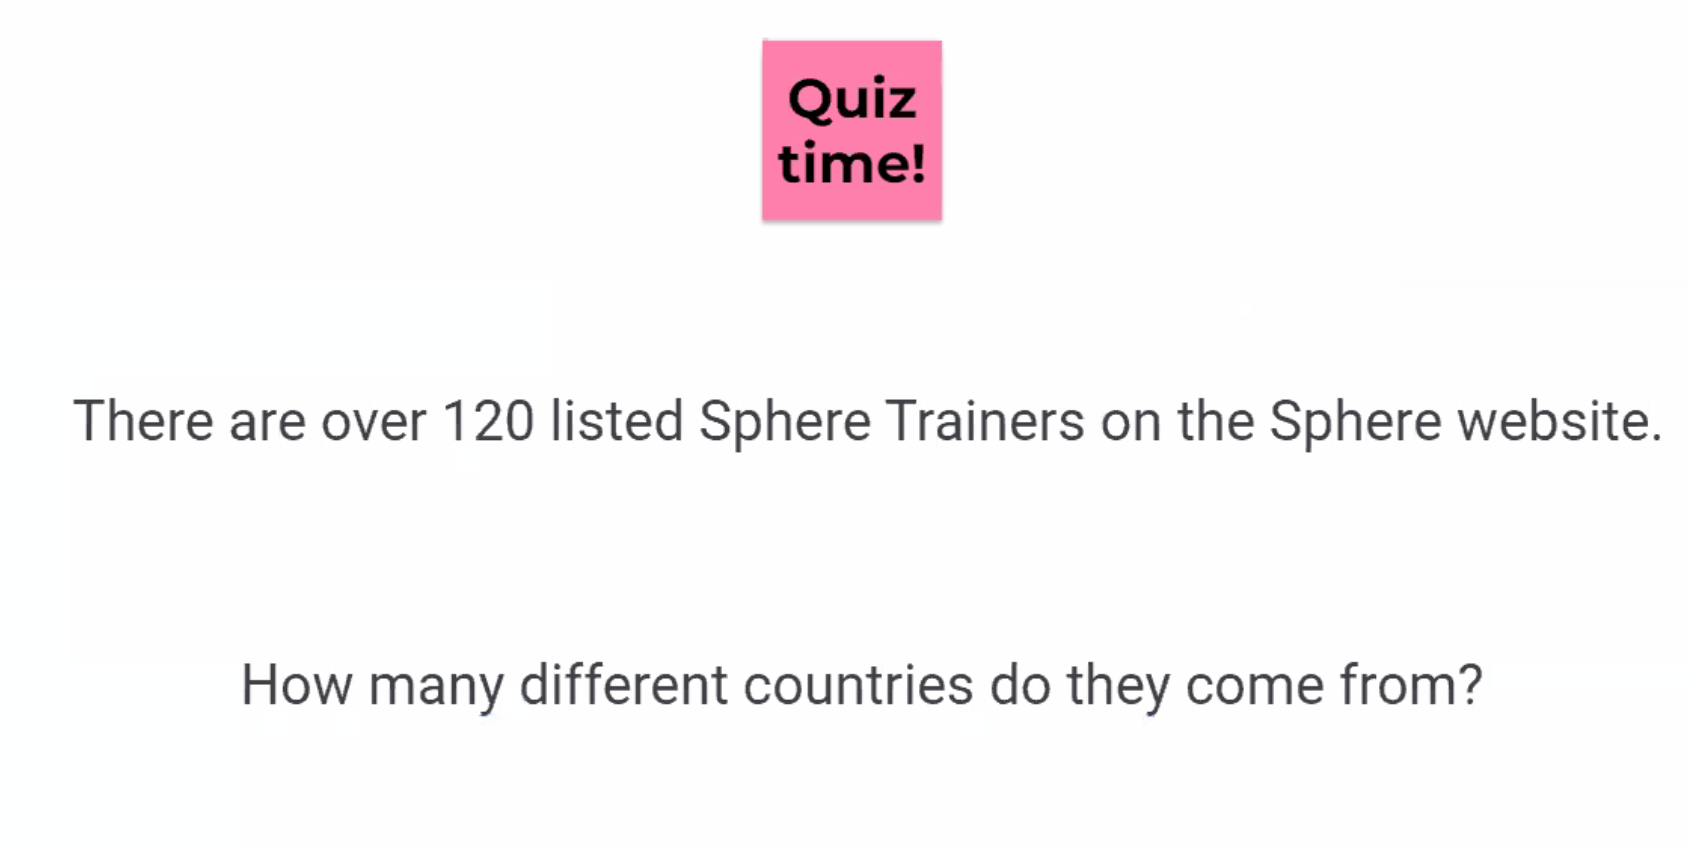 Quiz
time!
There are over 120 listed Sphere Trainers on the Sphere website.
How many different countries do they come from?